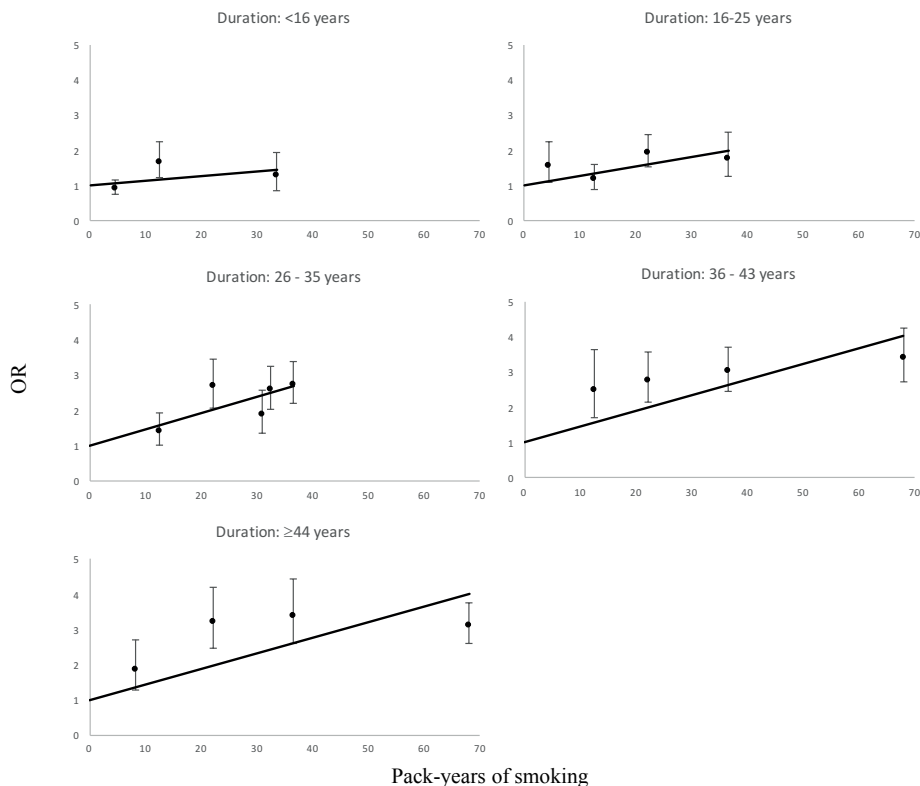 Duration: <16 years
5
4
3
2
1
0
0 10 20 30 40 50 60 70
Duration: 16-25 years
5
4
3
2
1
0
0 10 20 30 40 50 60 70
Duration: 26 - 35 years
5
4
3
2
1
0
0 10 20 30 40 50 60 70
Duration: 36 - 43 years
5
4
3
2
1
0
0 10 20 30 40 50 60 70
OR
Duration: ≥44 years
5
4
3
2
1
0
0 10 20 30 40 50 60 70
Pack-years of smoking